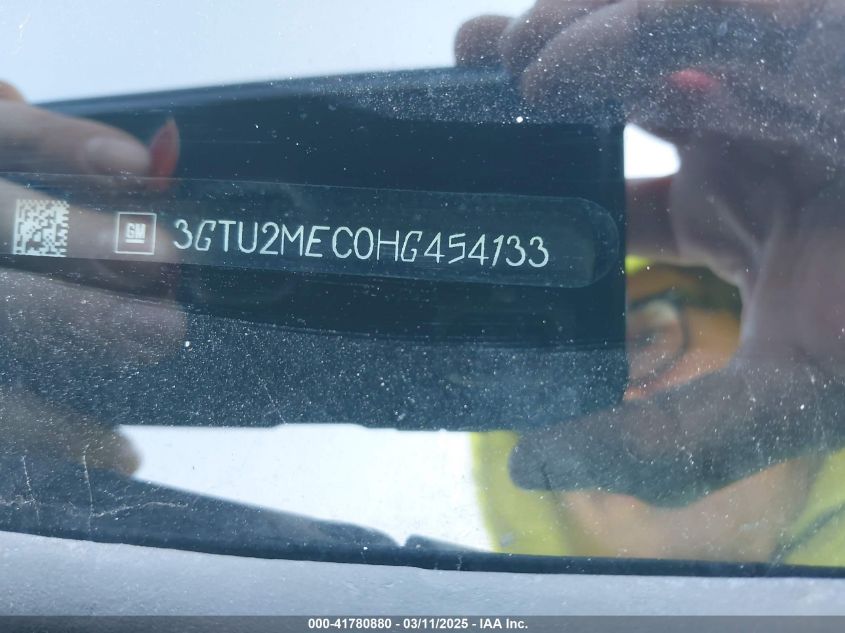 GM 3GTU2MEC0HG454133
000-41780880 - 03/11/2025 - IAA Inc.